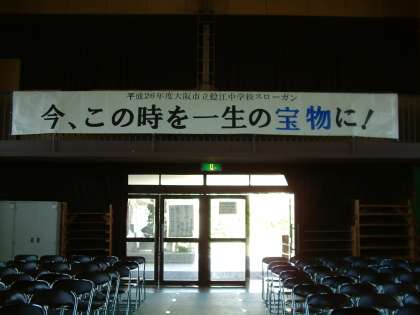 平成26年度大阪市立鯰江中学校スローガン
今、この時を一生の宝物に!